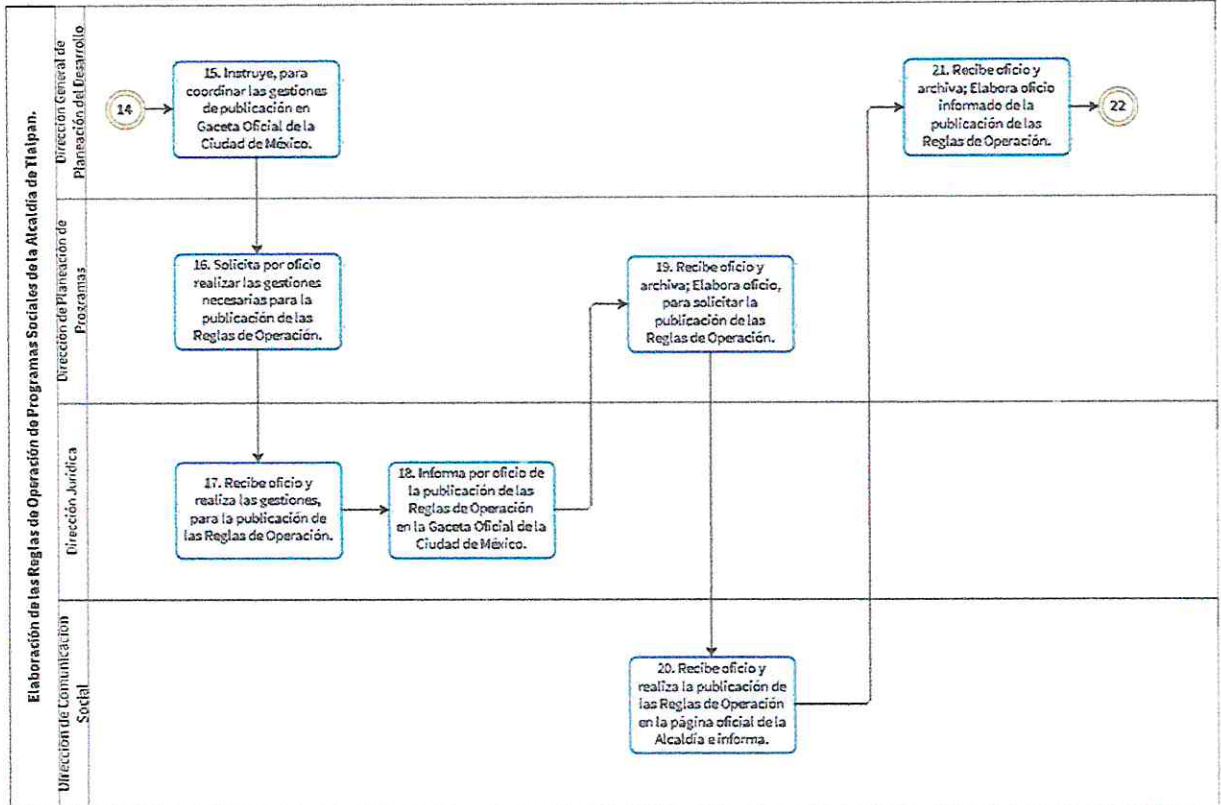 Elaboración de las Reglas de Operación de Programas Sociales de la Alcaldía de Tlalpan.
Dirección General de
Planeación del Desarrollo
14
15. Instruye, para
coordinar las gestiones
de publicación en
Gaceta Oficial de la
Ciudad de México.
21. Recibe oficio y
archiva; Elabora oficio
informado de la
publicación de las
Reglas de Operación.
22
Dirección de Planeación de
Programas
16. Solicita por oficio
realizar las gestiones
necesarias para la
publicación de las
Reglas de Operación.
19. Recibe oficio y
archiva; Elabora oficio,
para solicitar la
publicación de las
Reglas de Operación.
Dirección Jurídica
17. Recibe oficio y
realiza las gestiones,
para la publicación de
las Reglas de Operación.
18. Informa por oficio de
la publicación de las
Reglas de Operación
en la Gaceta Oficial de la
Ciudad de México.
Dirección de Comunicación
Social
20. Recibe oficio y
realiza la publicación de
las Reglas de Operación
en la página oficial de la
Alcaldía e informa.